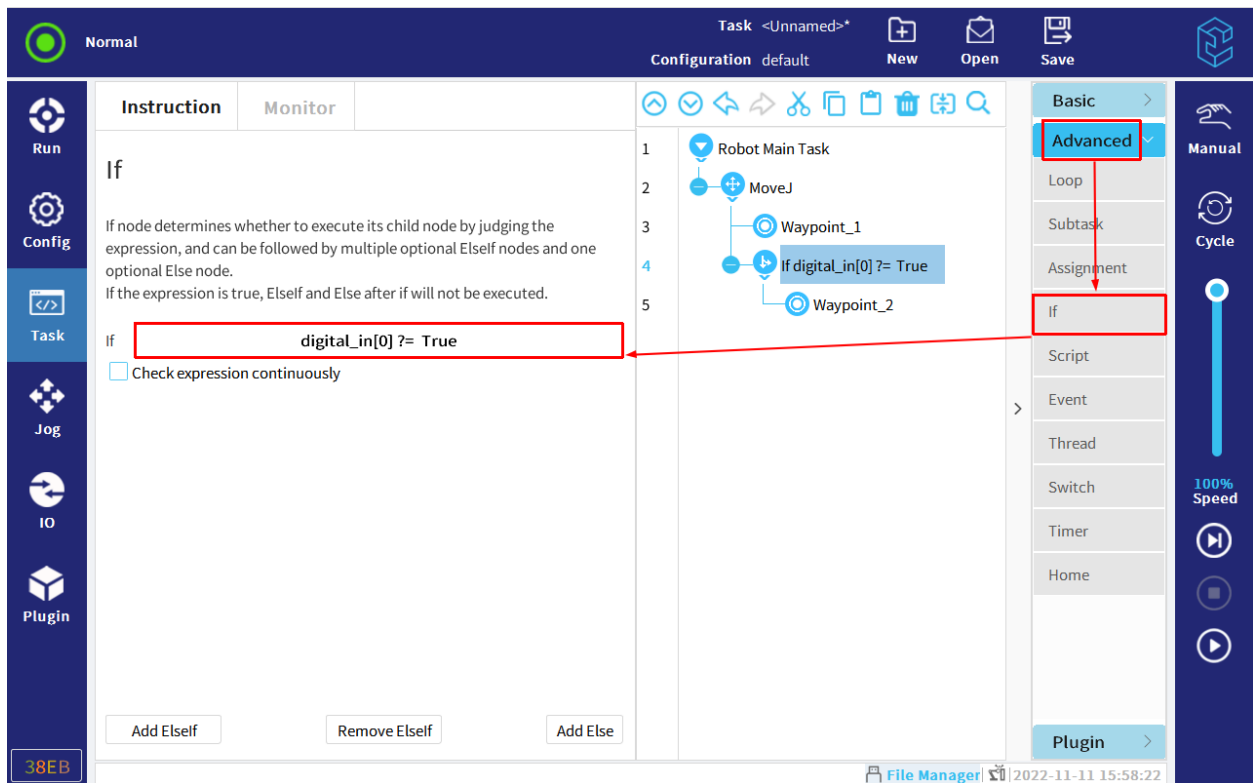 Normal
Task <Unnamed>*
Configuration default
New
Open
Save
Run
Config
Task
Jog
IO
Plugin
38EB
Instruction
Monitor
If
If node determines whether to execute its child node by judging the
expression, and can be followed by multiple optional ElseIf nodes and one
optional Else node.
If the expression is true, ElseIf and Else after if will not be executed.
If digital_in[0] ?= True
Check expression continuously
Add ElseIf
Remove ElseIf
Add Else
1 Robot Main Task
2 MoveJ
3 Waypoint_1
4 If digital_in[0] ?= True
5 Waypoint_2
Basic
Advanced
Loop
Subtask
Assignment
If
Script
Event
Thread
Switch
Timer
Home
Plugin
Manual
Cycle
100%
Speed
File Manager
2022-11-11 15:58:22